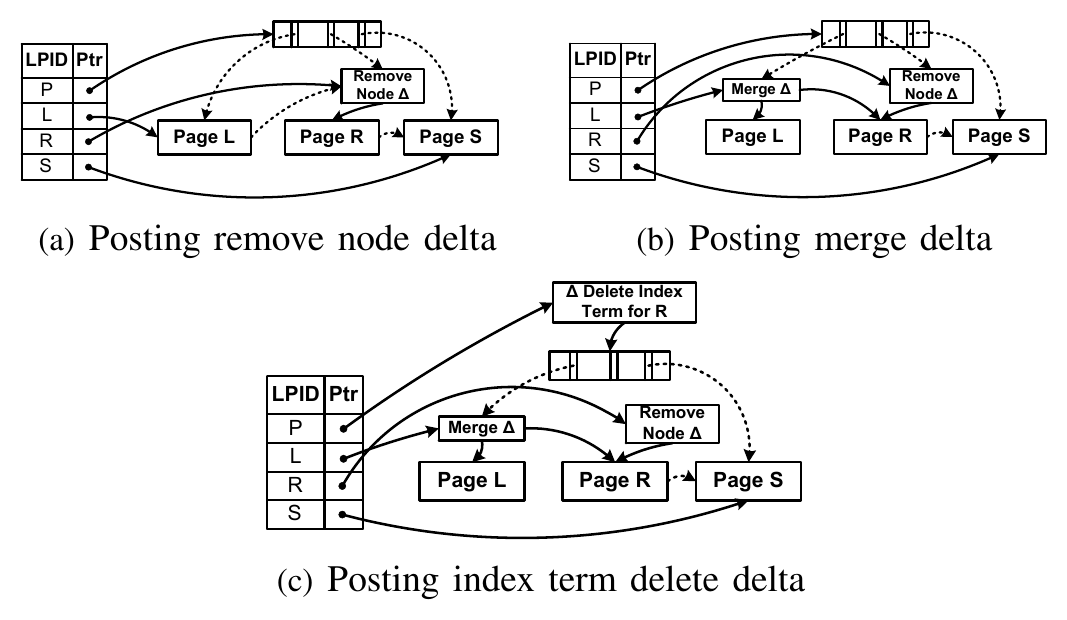 LPID Ptr
P
L
R
S
Remove
Node Δ
Page L
Page R
Page S
(a) Posting remove node delta
LPID Ptr
P
L
R
S
Merge Δ
Remove
Node Δ
Page L
Page R
Page S
(b) Posting merge delta
Δ Delete Index
Term for R
LPID Ptr
P
L
R
S
Merge Δ
Remove
Node Δ
Page L
Page R
Page S
(c) Posting index term delete delta